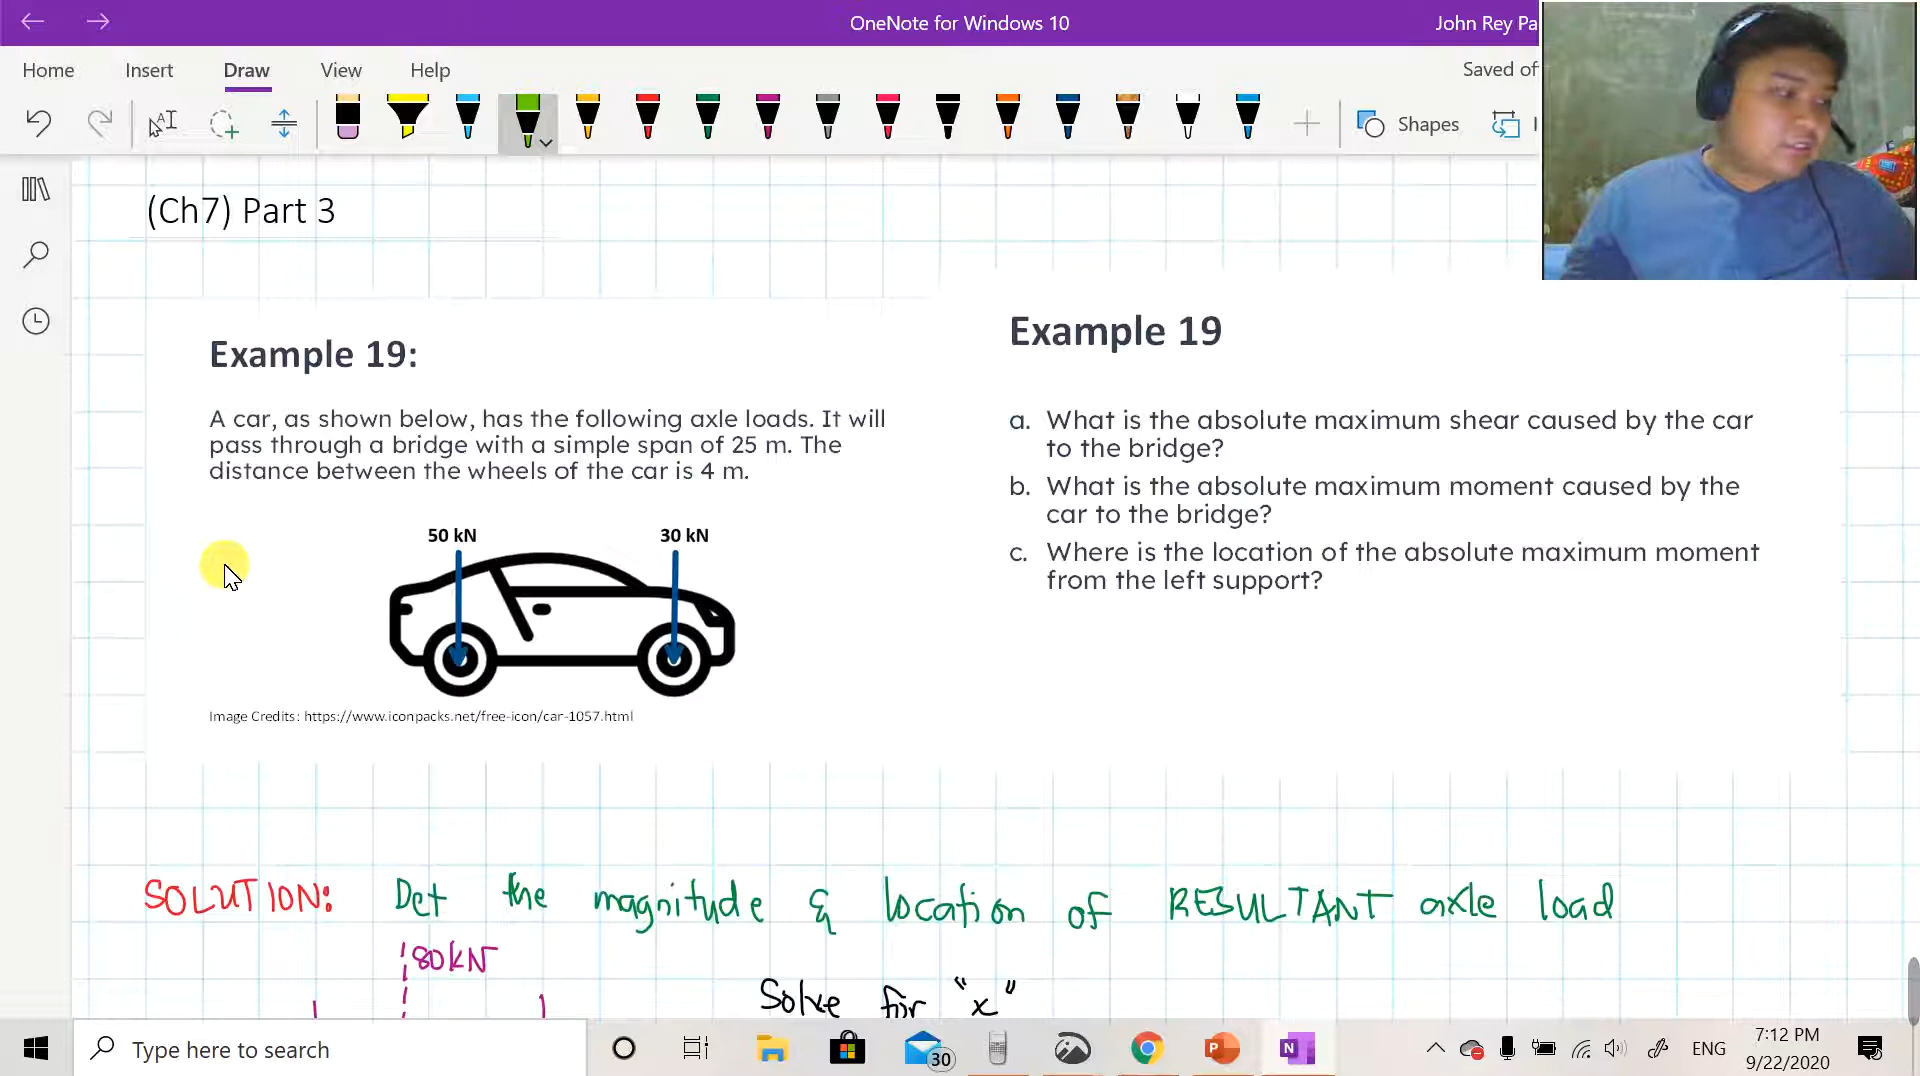 OneNote for Windows 10
John Rey Pa
Home Insert Draw View Help
Saved of
Shapes
(Ch7) Part 3
Example 19:
A car, as shown below, has the following axle loads. It will
pass through a bridge with a simple span of 25 m. The
distance between the wheels of the car is 4 m.
50 kN
30 kN
Image Credits: https://www.iconpacks.net/free-icon/car-1057.html
Example 19
a. What is the absolute maximum shear caused by the car
to the bridge?
b. What is the absolute maximum moment caused by the
car to the bridge?
c. Where is the location of the absolute maximum moment
from the left support?
SOLUTION: Det the magnitude & location of RESULTANT axle load
80kN
Solve for "x"
Type here to search
30
ENG
7:12 PM
9/22/2020